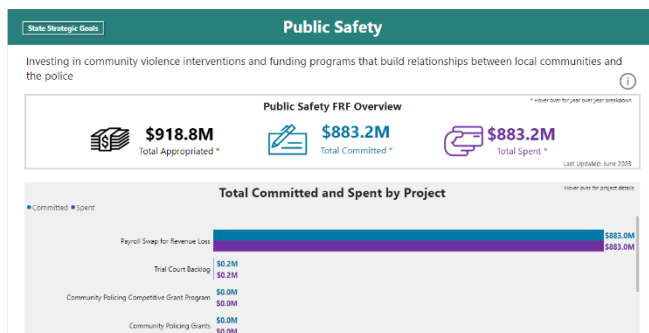 State Strategic Goals
Public Safety
Investing in community violence interventions and funding programs that build relationships between local communities and
the police
Public Safety FRF Overview
* Hover over for year over year breakdown
$918.8M
Total Appropriated *
$883.2M
Total Committed *
$883.2M
Total Spent *
Last Updated: June 2023
Total Committed and Spent by Project
Hover over for project details
Committed Spent
Payroll Swap for Revenue Loss
$883.0M
$883.0M
Trial Court Backlog
$0.2M
$0.2M
Community Policing Competitive Grant Program
$0.0M
$0.0M
Community Policing Grants
$0.0M
$0.0M